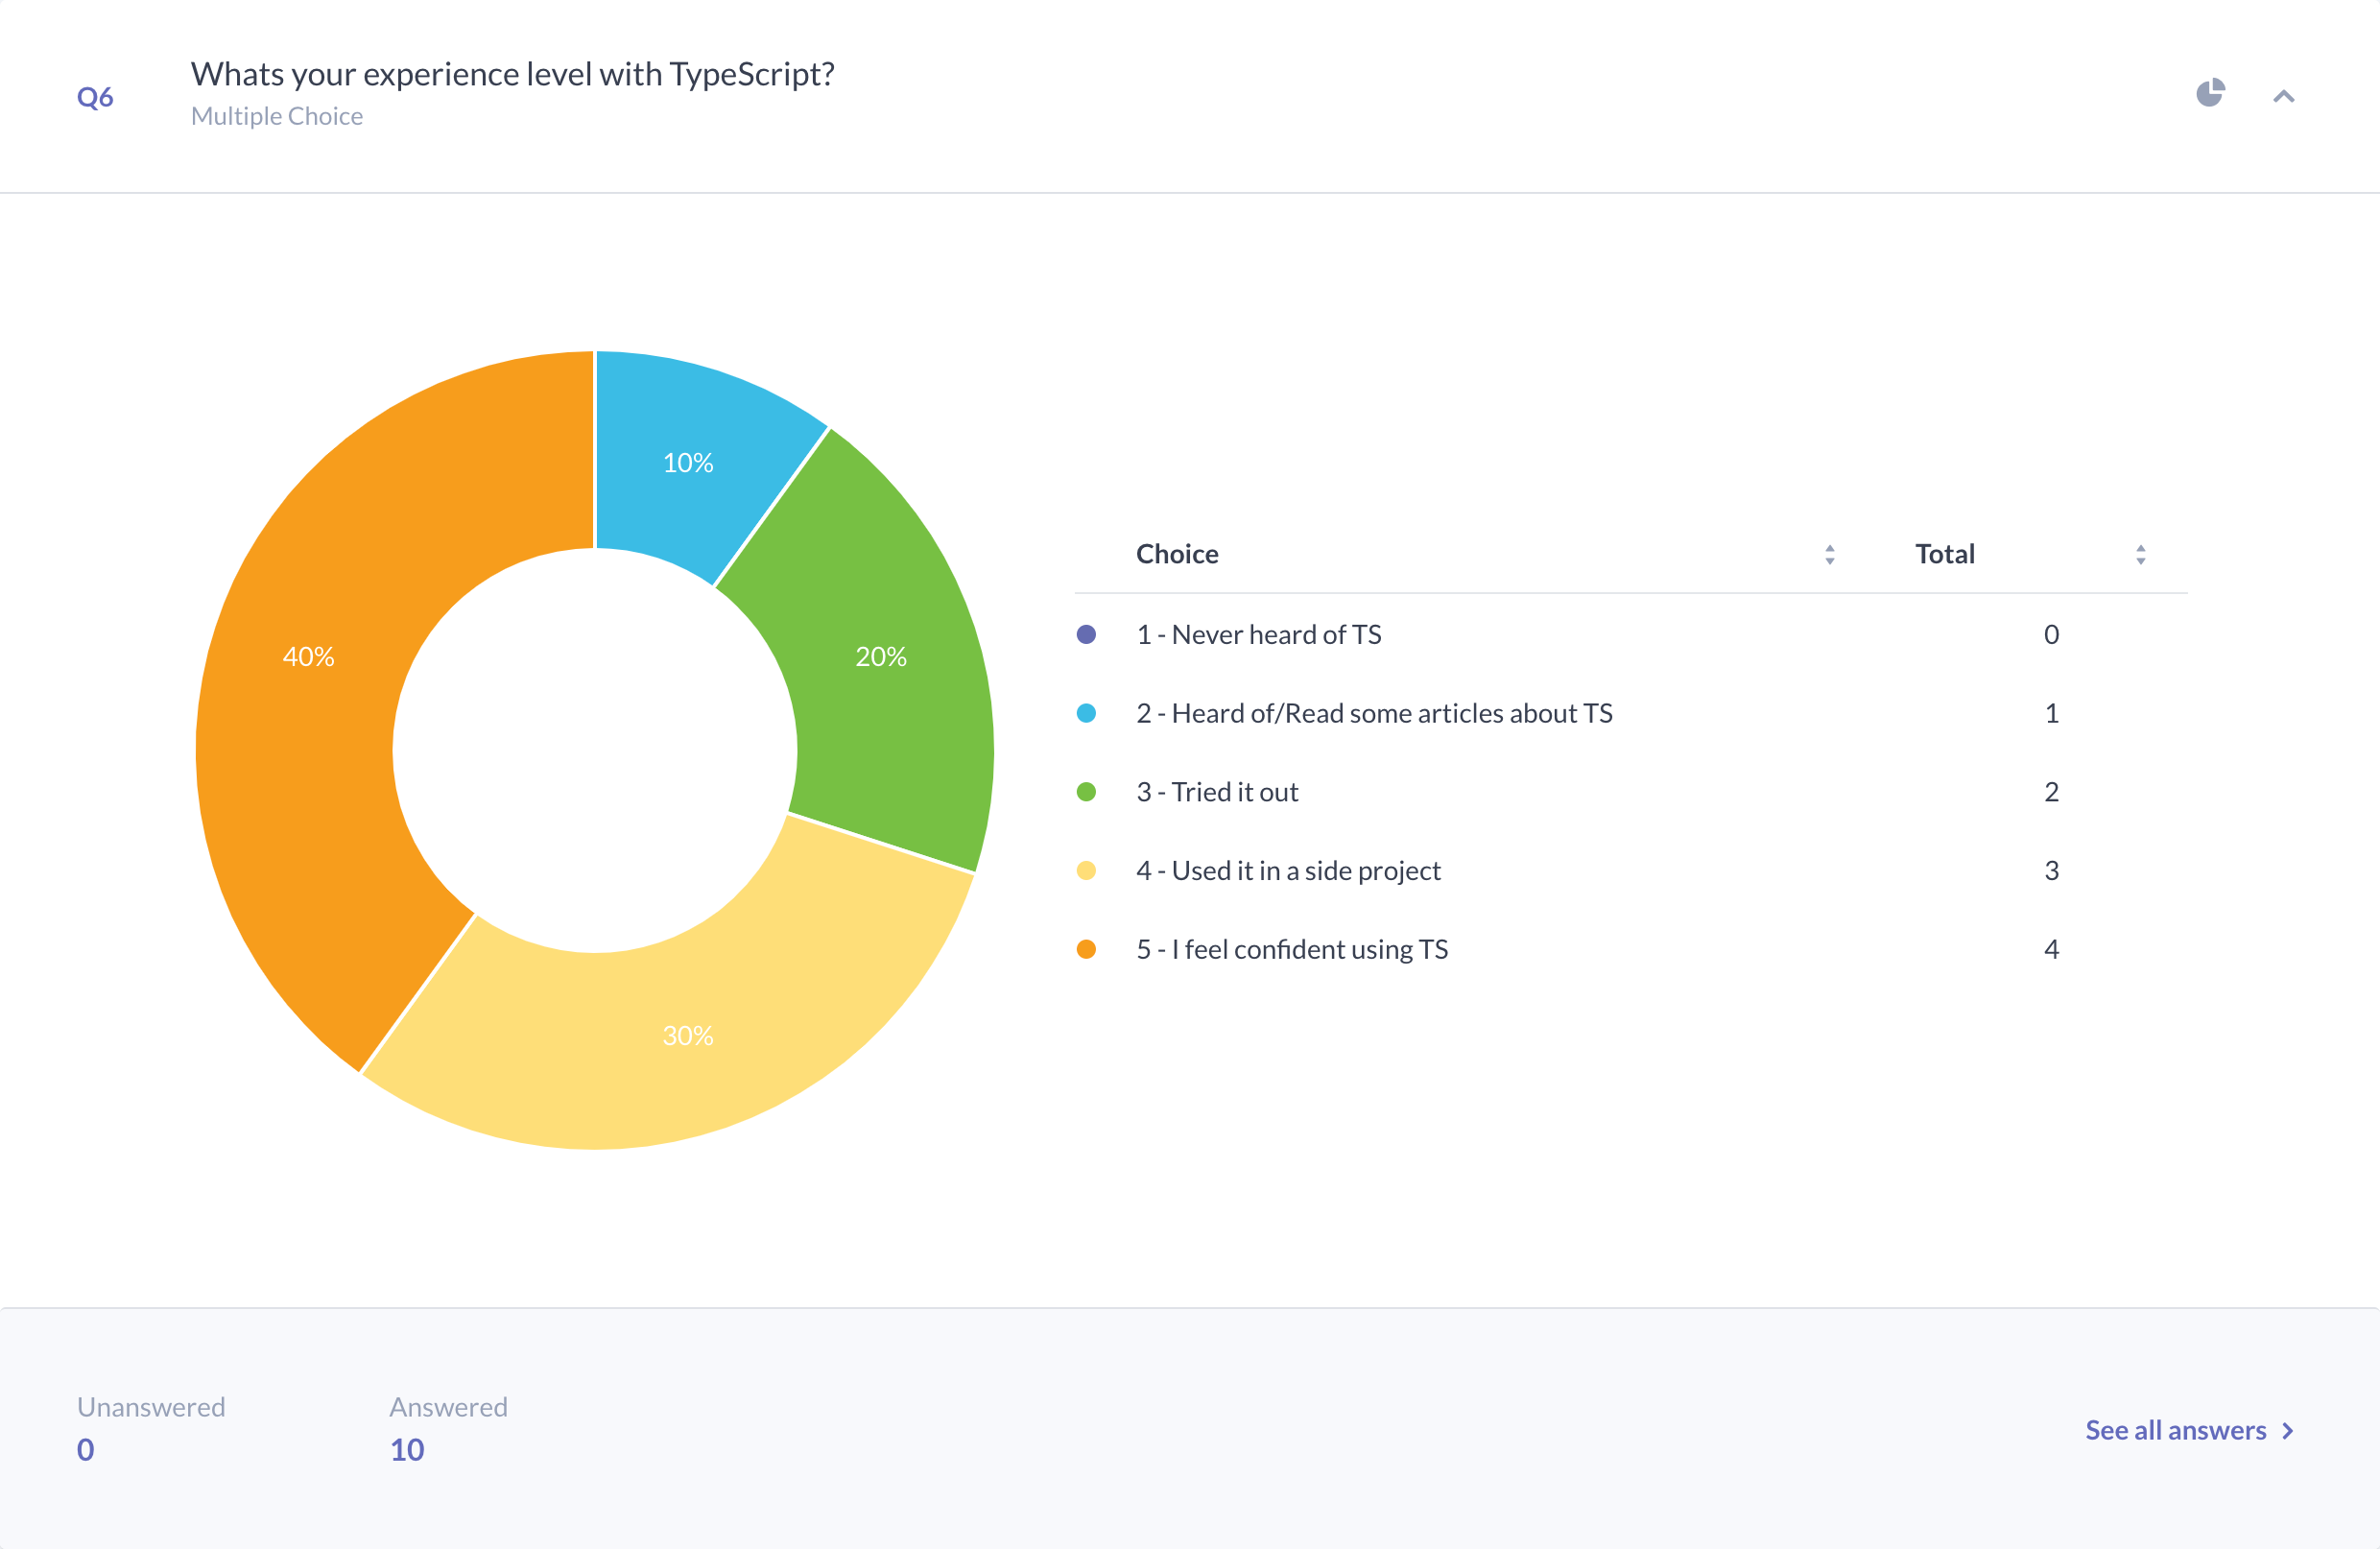 Q6
Whats your experience level with TypeScript?
Multiple Choice
10%
20%
40%
30%
Choice Total
1 - Never heard of TS 0
2 - Heard of/Read some articles about TS 1
3 - Tried it out 2
4 - Used it in a side project 3
5 - I feel confident using TS 4
Unanswered
0
Answered
10
See all answers